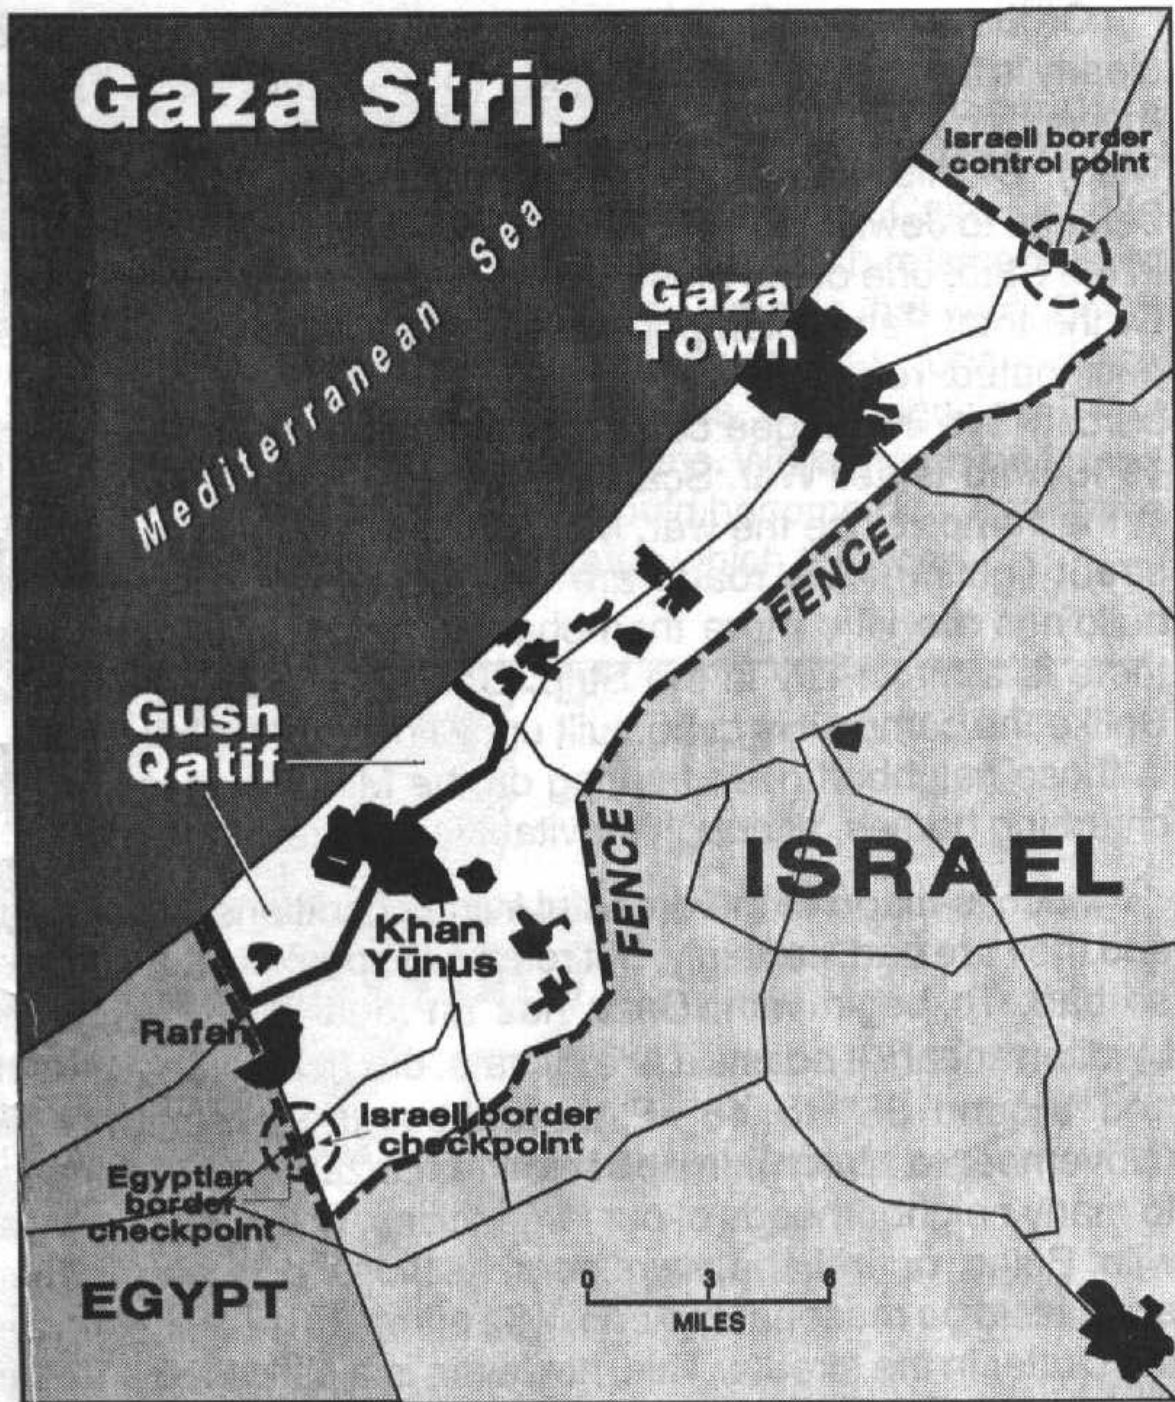 Gaza Strip
Mediterranean Sea
Israeli border
control point
Gaza
Town
FENCE
Gush
Qatif
FENCE
ISRAEL
Khan
Yūnus
Rafah
Israeli border
checkpoint
Egyptian
border
checkpoint
EGYPT
0 3 6
MILES